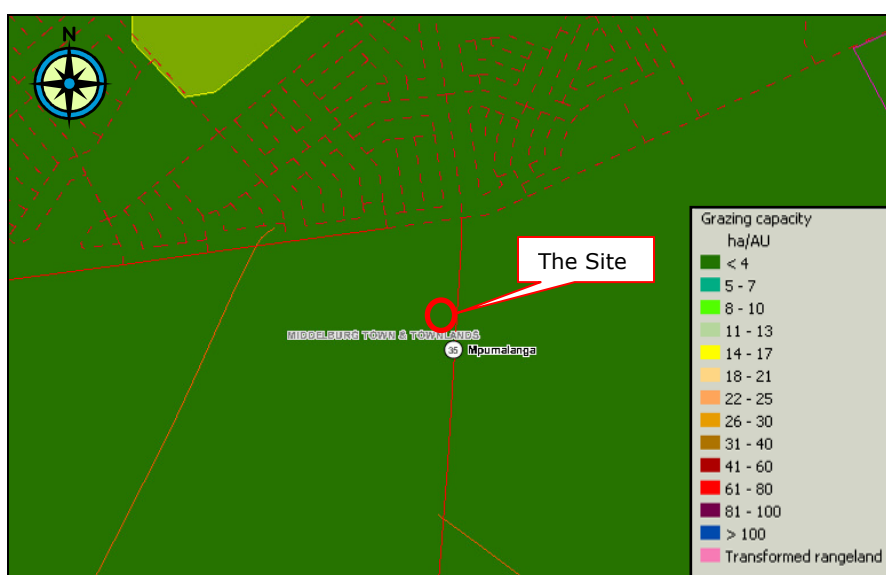 N
The Site
MIDDELBURG TOWN & TOWNLANDS
35 Mpumalanga
Grazing capacity
ha/AU
< 4
5 - 7
8 - 10
11 - 13
14 - 17
18 - 21
22 - 25
26 - 30
31 - 40
41 - 60
61 - 80
81 - 100
> 100
Transformed rangeland